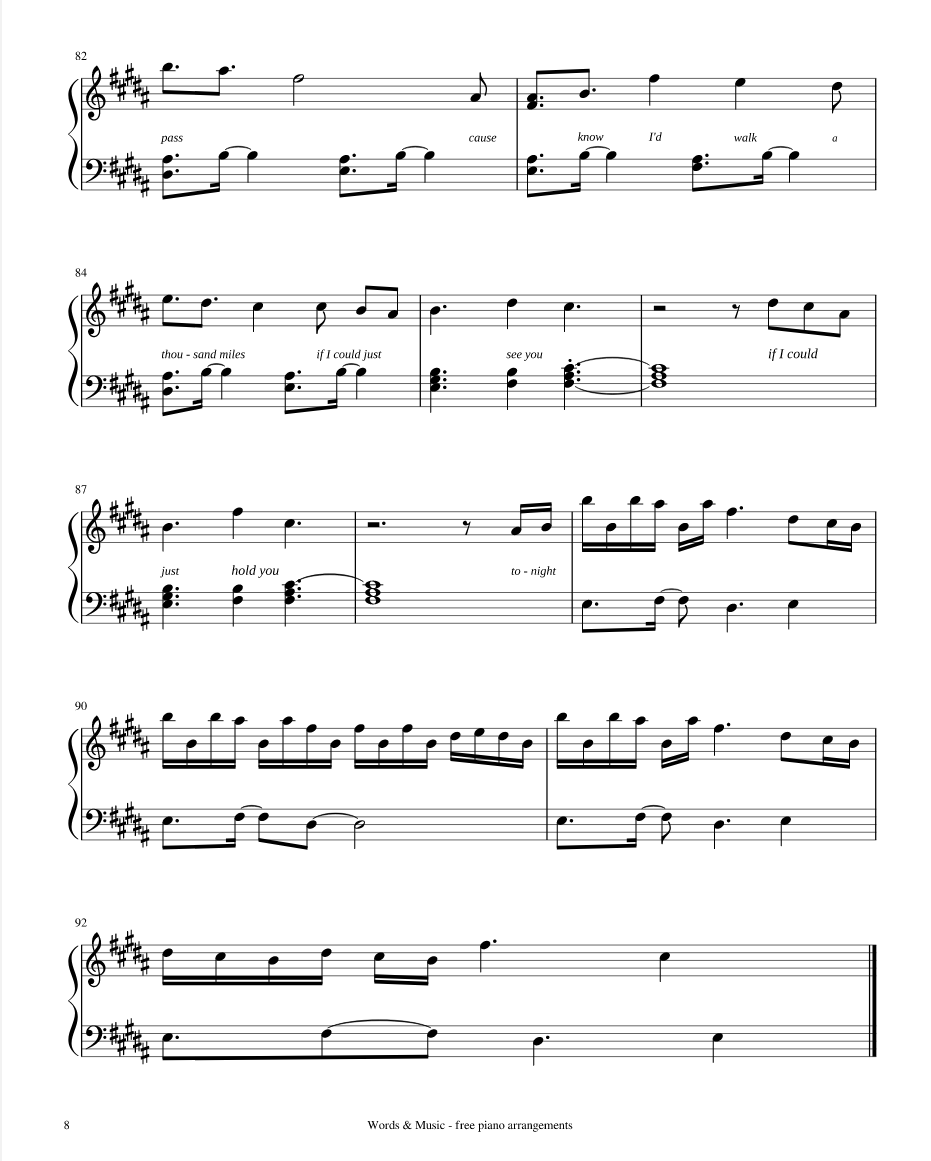 82
pass cause know I'd walk a
84
thou - sand miles if I could just see you if I could
87
just hold you to - night
90
92
8 Words & Music - free piano arrangements